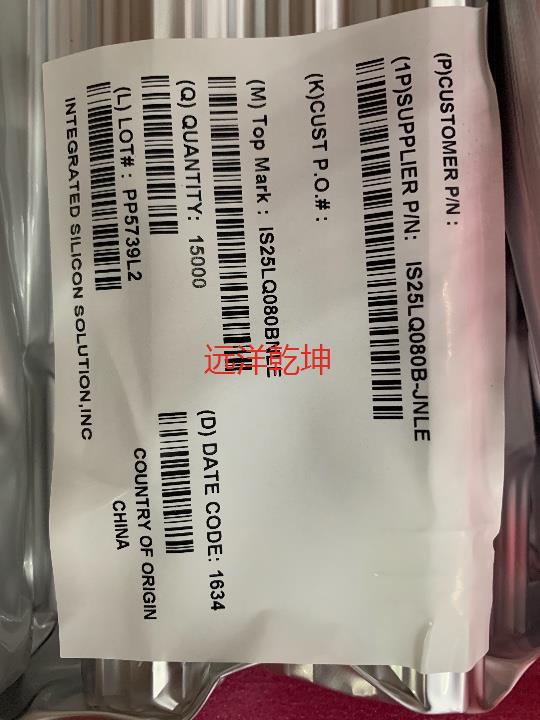 (P)CUSTOMER P/N :
(1P)SUPPLIER P/N: IS25LQ080B-JNLE
(K)CUST P.O.# :
(M) Top Mark : IS25LQ080BNLE
(Q) QUANTITY: 15000
(D) DATE CODE: 1634
(L) LOT# : PP5739L2
COUNTRY OF ORIGIN
CHINA
INTEGRATED SILICON SOLUTION,INC
远洋乾坤